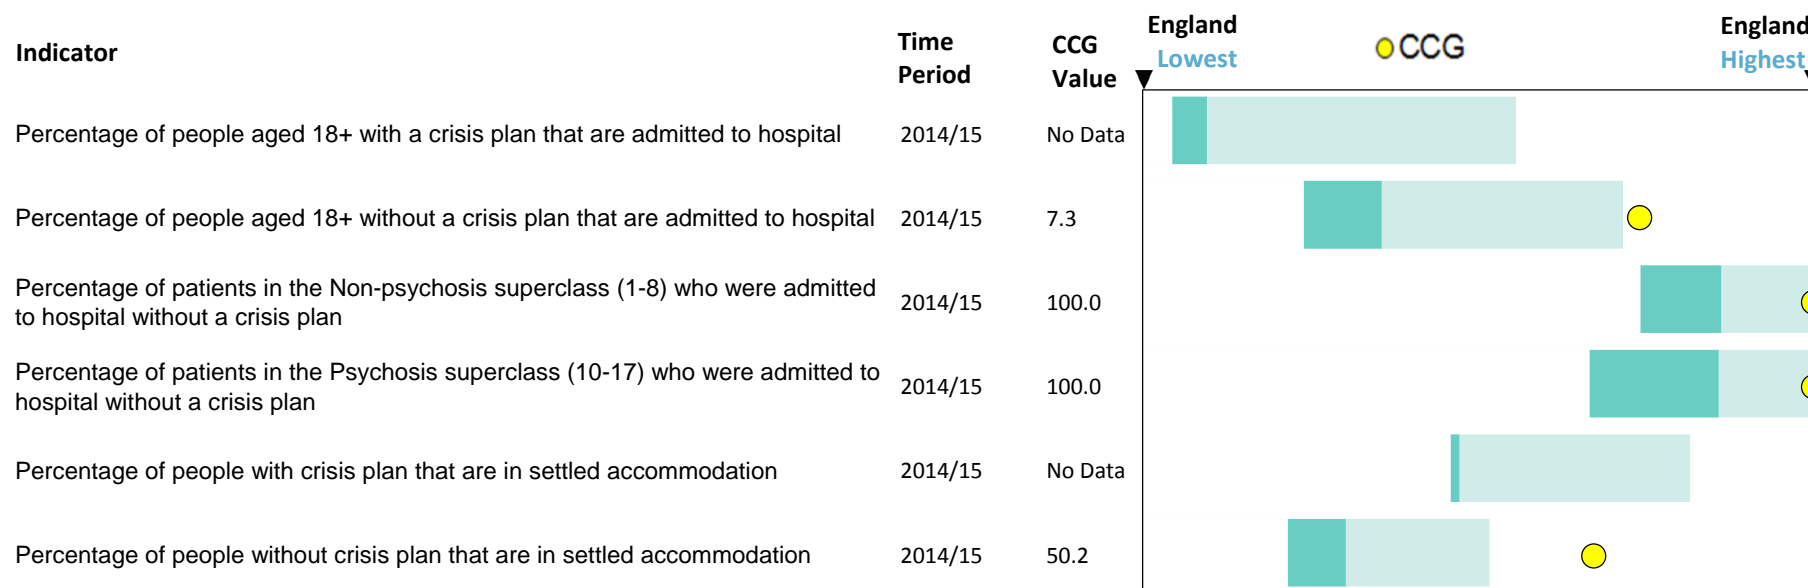 Indicator
Time Period
CCG Value
England Lowest
CCG
England Highest
Percentage of people aged 18+ with a crisis plan that are admitted to hospital 2014/15 No Data
Percentage of people aged 18+ without a crisis plan that are admitted to hospital 2014/15 7.3
Percentage of patients in the Non-psychosis superclass (1-8) who were admitted
to hospital without a crisis plan 2014/15 100.0
Percentage of patients in the Psychosis superclass (10-17) who were admitted to
hospital without a crisis plan 2014/15 100.0
Percentage of people with crisis plan that are in settled accommodation 2014/15 No Data
Percentage of people without crisis plan that are in settled accommodation 2014/15 50.2